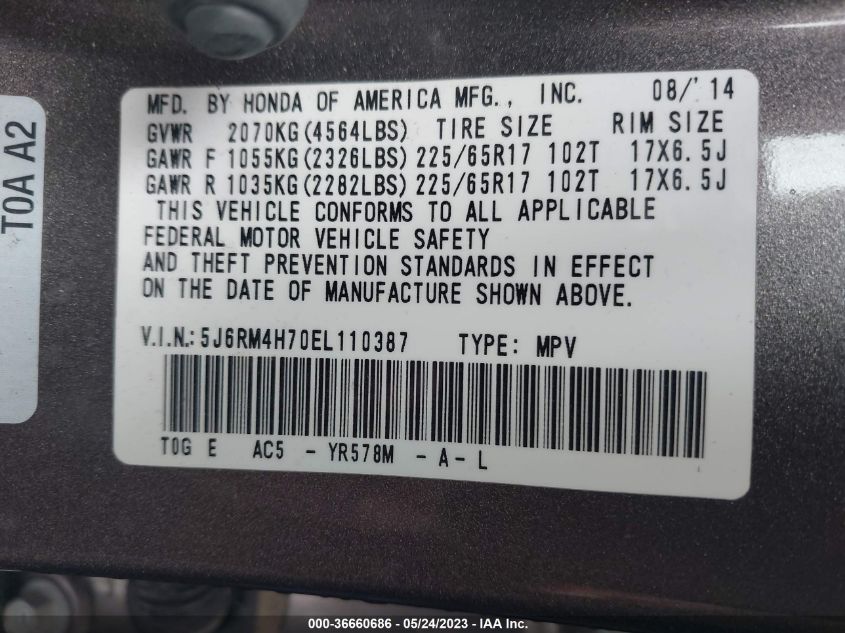 MFD. BY HONDA OF AMERICA MFG., INC. 08/'14
GVWR 2070KG(4564LBS) TIRE SIZE RIM SIZE
GAWR F 1055KG(2326LBS) 225/65R17 102T 17X6.5J
GAWR R 1035KG(2282LBS) 225/65R17 102T 17X6.5J
THIS VEHICLE CONFORMS TO ALL APPLICABLE
FEDERAL MOTOR VEHICLE SAFETY
AND THEFT PREVENTION STANDARDS IN EFFECT
ON THE DATE OF MANUFACTURE SHOWN ABOVE.
V.I.N.: 5J6RM4H70EL110387 TYPE: MPV
T0G E AC5 - YR578M - A - L
T0A A2
000-36660686 - 05/24/2023 - IAA Inc.